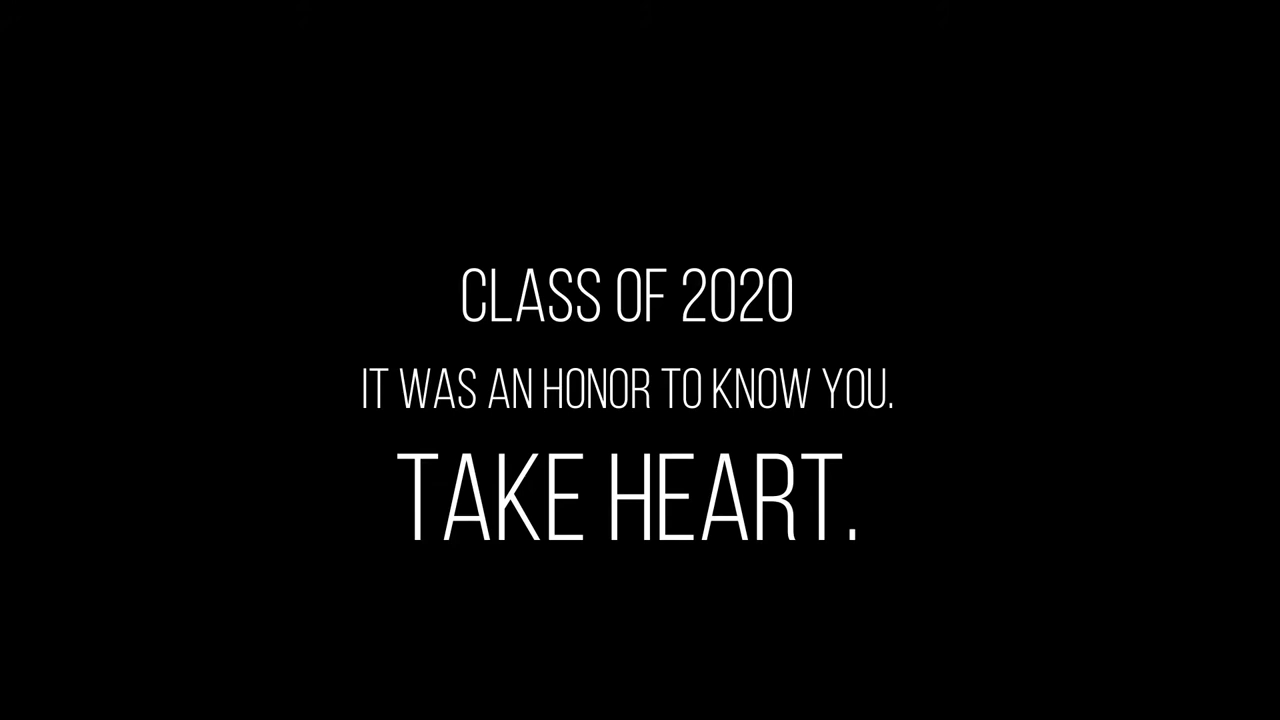 CLASS OF 2020
IT WAS AN HONOR TO KNOW YOU.
TAKE HEART.